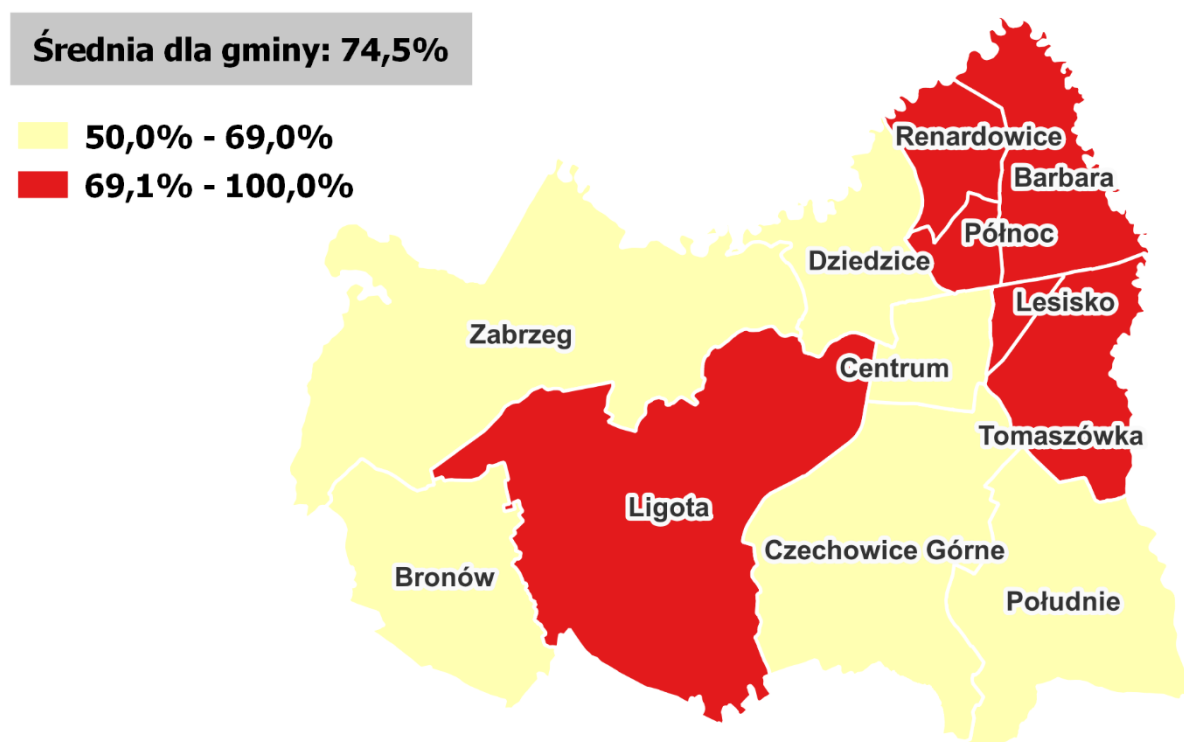 Średnia dla gminy: 74,5%
50,0% - 69,0%
69,1% - 100,0%
Renardowice
Barbara
Północ
Dziedzice
Lesisko
Zabrzeg
Centrum
Tomaszówka
Ligota
Czechowice Górne
Bronów
Południe